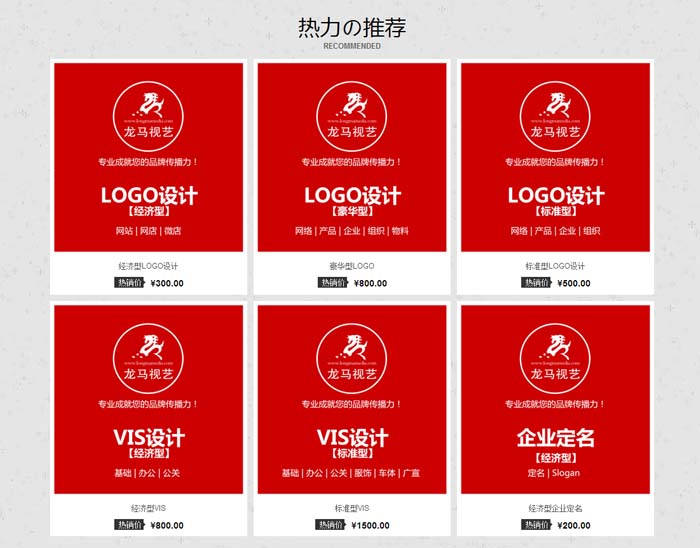 热力の推荐
RECOMMENDED
www.longmamedia.com
龙马视艺
专业成就您的品牌传播力！
LOGO设计
【经济型】
网站 | 网店 | 微店
经济型LOGO设计
热销价 ¥300.00
www.longmamedia.com
龙马视艺
专业成就您的品牌传播力！
LOGO设计
【豪华型】
网络 | 产品 | 企业 | 组织 | 物料
豪华型LOGO
热销价 ¥800.00
www.longmamedia.com
龙马视艺
专业成就您的品牌传播力！
LOGO设计
【标准型】
网络 | 产品 | 企业 | 组织
标准型LOGO设计
热销价 ¥500.00
www.longmamedia.com
龙马视艺
专业成就您的品牌传播力！
VIS设计
【经济型】
基础 | 办公 | 公关
经济型VIS
热销价 ¥800.00
www.longmamedia.com
龙马视艺
专业成就您的品牌传播力！
VIS设计
【标准型】
基础 | 办公 | 公关 | 服饰 | 车体 | 广宣
标准型VIS
热销价 ¥1500.00
www.longmamedia.com
龙马视艺
专业成就您的品牌传播力！
企业定名
【经济型】
定名 | Slogan
经济型企业定名
热销价 ¥200.00